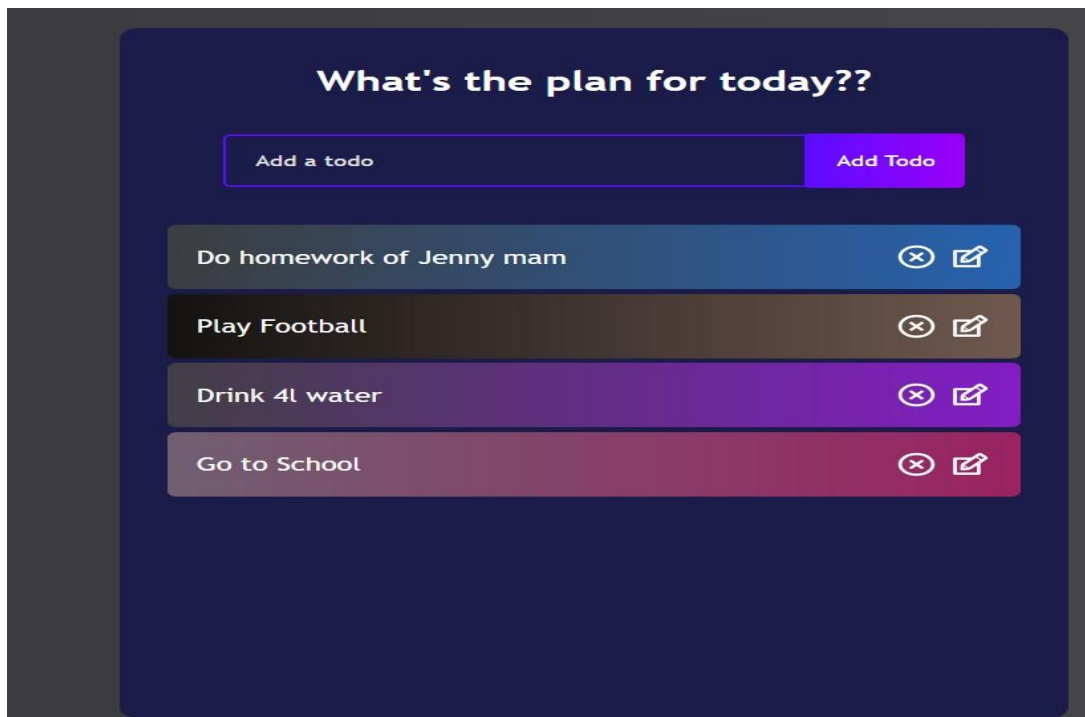 What's the plan for today??
Add a todo
Add Todo
Do homework of Jenny mam
Play Football
Drink 4l water
Go to School